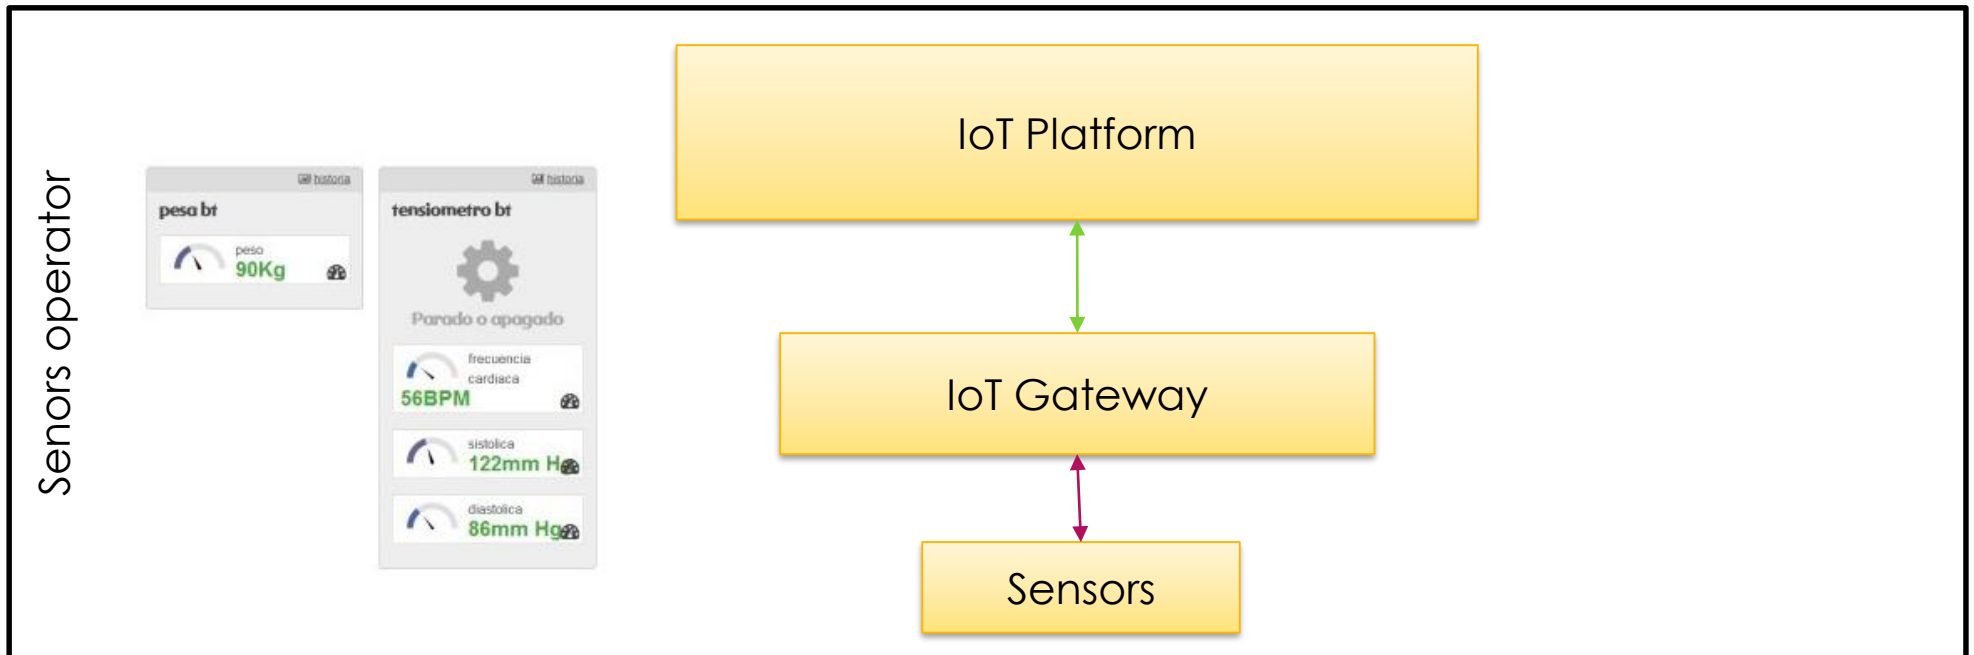 Senors operator
historia
pesa bt
peso
90Kg
historia
tensiometro bt
Parado o apagado
frecuencia
cardiaca
56BPM
sistolica
122mm H
diastolica
86mm Hg
IoT Platform
IoT Gateway
Sensors